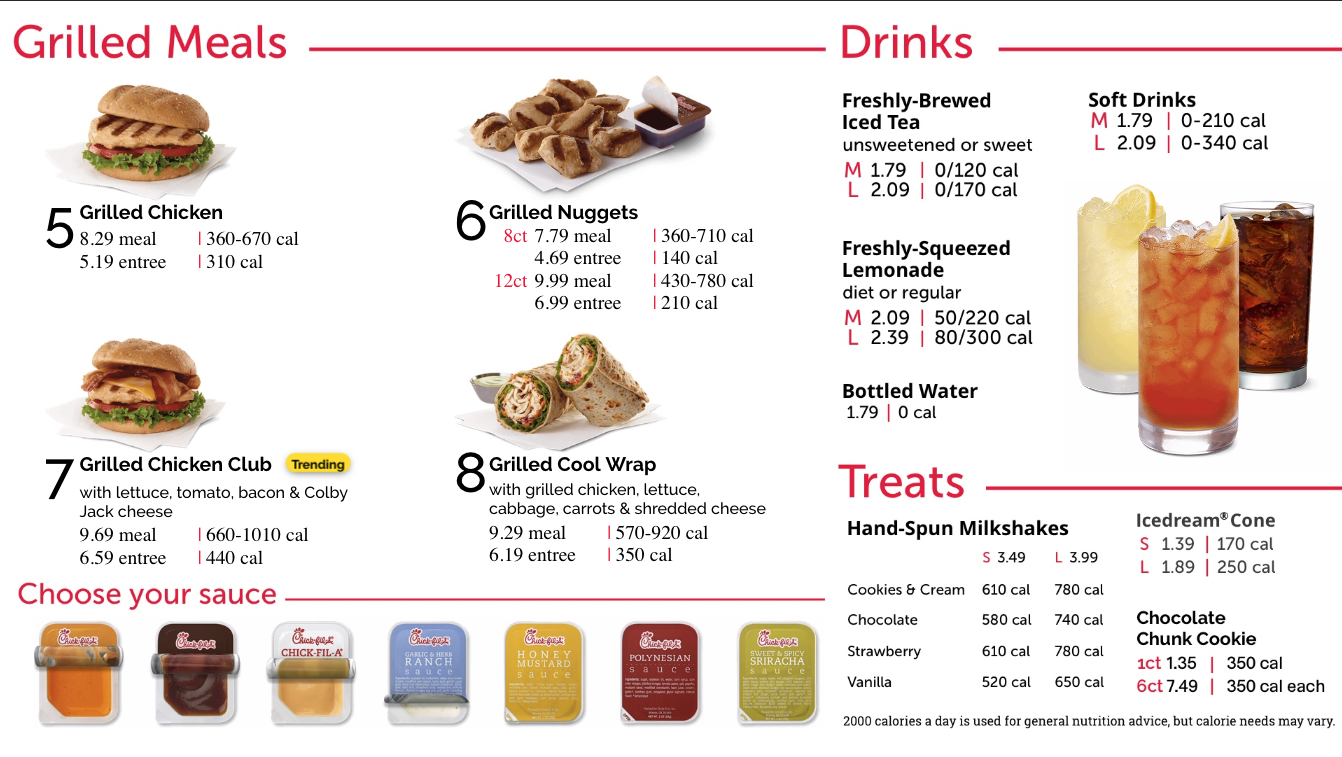 Grilled Meals
5 Grilled Chicken
8.29 meal | 360-670 cal
5.19 entree | 310 cal
6 Grilled Nuggets
8ct 7.79 meal | 360-710 cal
4.69 entree | 140 cal
12ct 9.99 meal | 430-780 cal
6.99 entree | 210 cal
7 Grilled Chicken Club Trending
with lettuce, tomato, bacon & Colby
Jack cheese
9.69 meal | 660-1010 cal
6.59 entree | 440 cal
8 Grilled Cool Wrap
with grilled chicken, lettuce,
cabbage, carrots & shredded cheese
9.29 meal | 570-920 cal
6.19 entree | 350 cal
Choose your sauce
Chick-fil-A
Chick-fil-A
Chick-fil-A
CHICK-FIL-A®
Chick-fil-A
GARLIC & HERB
RANCH
sauce
Chick-fil-A
HONEY
MUSTARD
sauce
Chick-fil-A
POLYNESIAN
sauce
Chick-fil-A
SWEET & SPICY
SRIRACHA
sauce
Drinks
Freshly-Brewed
Iced Tea
unsweetened or sweet
M 1.79 | 0/120 cal
L 2.09 | 0/170 cal
Soft Drinks
M 1.79 | 0-210 cal
L 2.09 | 0-340 cal
Freshly-Squeezed
Lemonade
diet or regular
M 2.09 | 50/220 cal
L 2.39 | 80/300 cal
Bottled Water
1.79 | 0 cal
Treats
Hand-Spun Milkshakes
S 3.49 L 3.99
Cookies & Cream 610 cal 780 cal
Chocolate 580 cal 740 cal
Strawberry 610 cal 780 cal
Vanilla 520 cal 650 cal
Icedream® Cone
S 1.39 | 170 cal
L 1.89 | 250 cal
Chocolate
Chunk Cookie
1ct 1.35 | 350 cal
6ct 7.49 | 350 cal each
2000 calories a day is used for general nutrition advice, but calorie needs may vary.